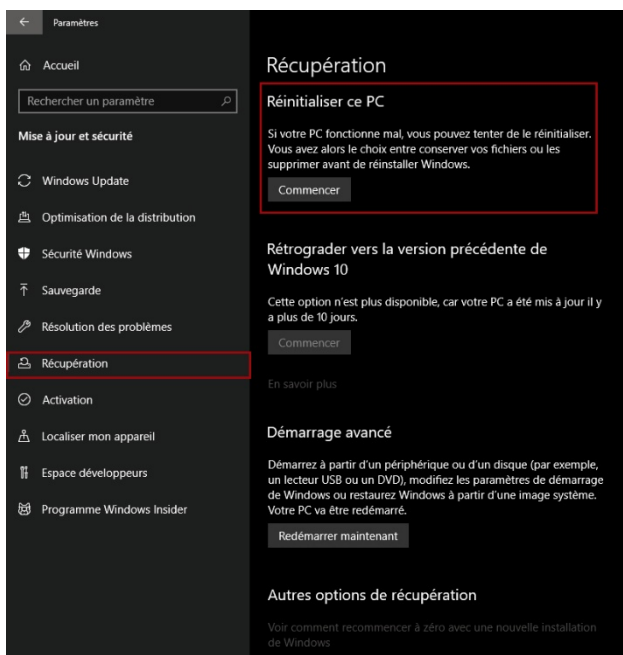 Paramètres
Accueil
Rechercher un paramètre
Mise à jour et sécurité
Windows Update
Optimisation de la distribution
Sécurité Windows
Sauvegarde
Résolution des problèmes
Récupération
Activation
Localiser mon appareil
Espace développeurs
Programme Windows Insider
Récupération
Réinitialiser ce PC
Si votre PC fonctionne mal, vous pouvez tenter de le réinitialiser.
Vous avez alors le choix entre conserver vos fichiers ou les
supprimer avant de réinstaller Windows.
Commencer
Rétrograder vers la version précédente de
Windows 10
Cette option n'est plus disponible, car votre PC a été mis à jour il y
a plus de 10 jours.
Commencer
En savoir plus
Démarrage avancé
Démarrez à partir d'un périphérique ou d'un disque (par exemple,
un lecteur USB ou un DVD), modifiez les paramètres de démarrage
de Windows ou restaurez Windows à partir d'une image système.
Votre PC va être redémarré.
Redémarrer maintenant
Autres options de récupération
Voir comment recommencer à zéro avec une nouvelle installation
de Windows